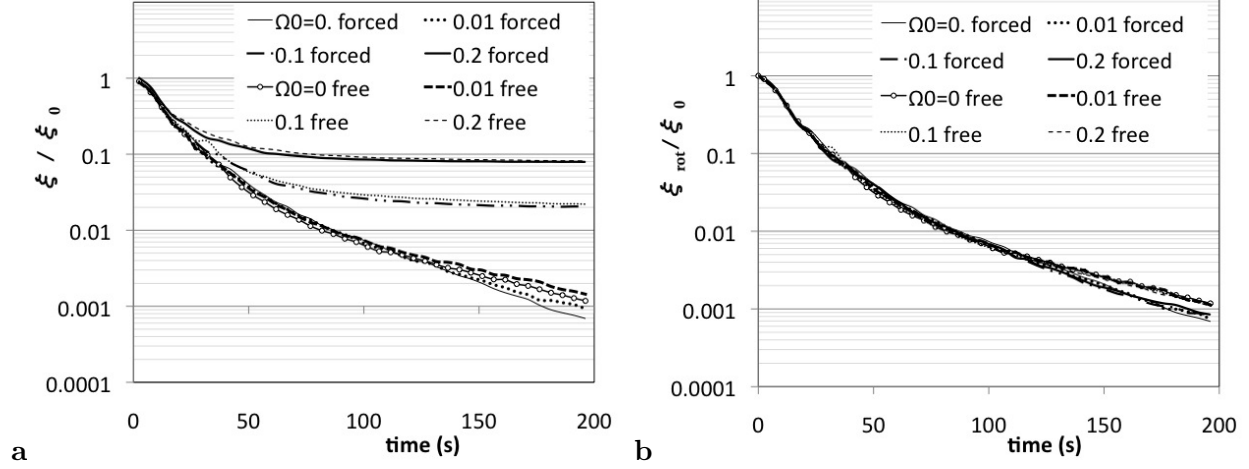 Ω0=0. forced
0.01 forced
0.1 forced
0.2 forced
Ω0=0 free
0.01 free
0.1 free
0.2 free
1
0.1
0.01
0.001
0.0001
ξ / ξ 0
0
50
100
150
200
time (s)
a
Ω0=0. forced
0.01 forced
0.1 forced
0.2 forced
Ω0=0 free
0.01 free
0.1 free
0.2 free
1
0.1
0.01
0.001
0.0001
ξ rot / ξ 0
0
50
100
150
200
time (s)
b